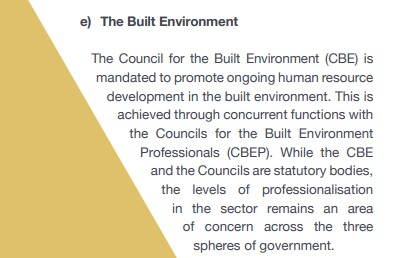 e) The Built Environment
The Council for the Built Environment (CBE) is
mandated to promote ongoing human resource
development in the built environment. This is
achieved through concurrent functions with
the Councils for the Built Environment
Professionals (CBEP). While the CBE
and the Councils are statutory bodies,
the levels of professionalisation
in the sector remains an area
of concern across the three
spheres of government.